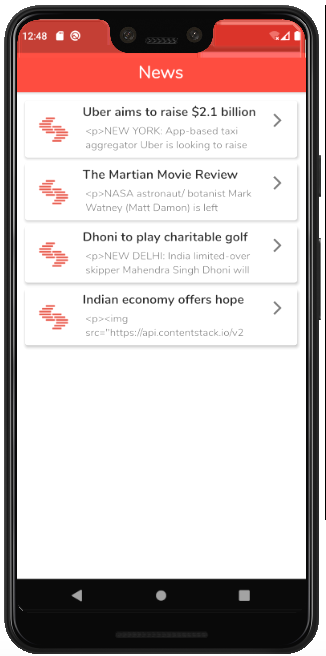 12:48
News
Uber aims to raise $2.1 billion
<p>NEW YORK: App-based taxi
aggregator Uber is looking to raise
The Martian Movie Review
<p>NASA astronaut/ botanist Mark
Watney (Matt Damon) is left
Dhoni to play charitable golf
<p>NEW DELHI: India limited-over
skipper Mahendra Singh Dhoni will
Indian economy offers hope
<p><img
src="https://api.contentstack.io/v2